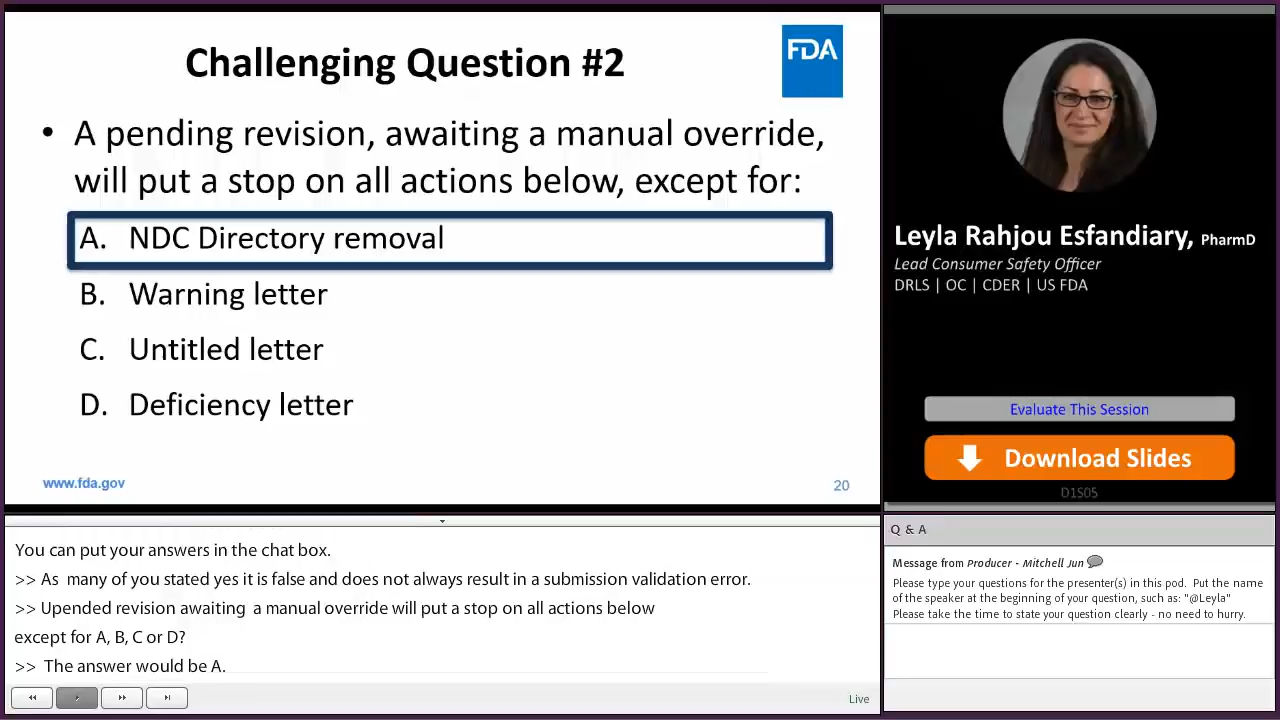 Challenging Question #2
FDA
• A pending revision, awaiting a manual override,
will put a stop on all actions below, except for:
A. NDC Directory removal
B. Warning letter
C. Untitled letter
D. Deficiency letter
www.fda.gov
20
Leyla Rahjou Esfandiary, PharmD
Lead Consumer Safety Officer
DRLS | OC | CDER | US FDA
Evaluate This Session
Download Slides
D1S05
You can put your answers in the chat box.
>> As many of you stated yes it is false and does not always result in a submission validation error.
>> Upended revision awaiting a manual override will put a stop on all actions below
except for A, B, C or D?
>> The answer would be A.
Live
Q & A
Message from Producer - Mitchell Jun
Please type your questions for the presenter(s) in this pod. Put the name
of the speaker at the beginning of your question, such as: "@Leyla"
Please take the time to state your question clearly - no need to hurry.